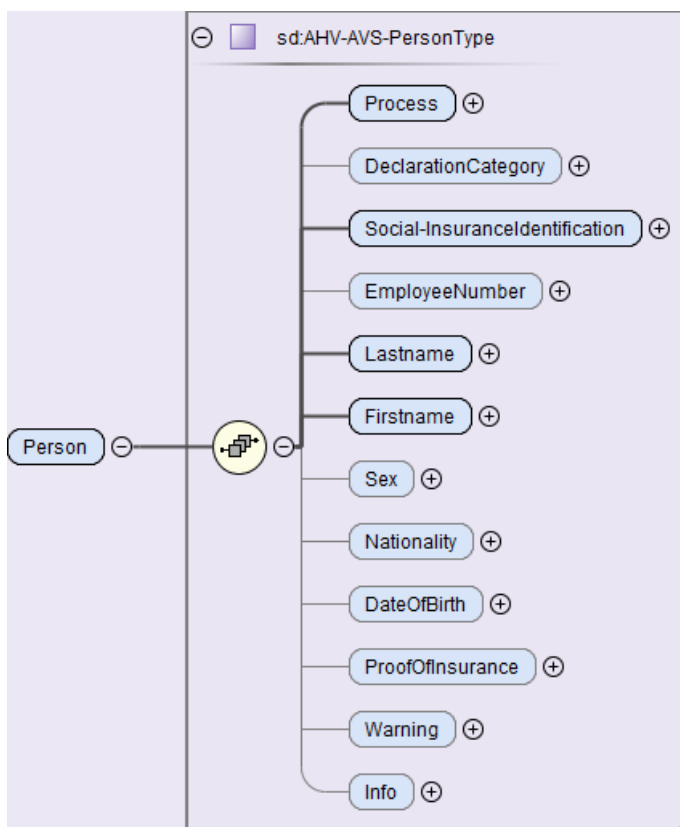 sd:AHV-AVS-PersonType
Process
DeclarationCategory
Social-InsuranceIdentification
EmployeeNumber
Lastname
Firstname
Person
Sex
Nationality
DateOfBirth
ProofOfInsurance
Warning
Info